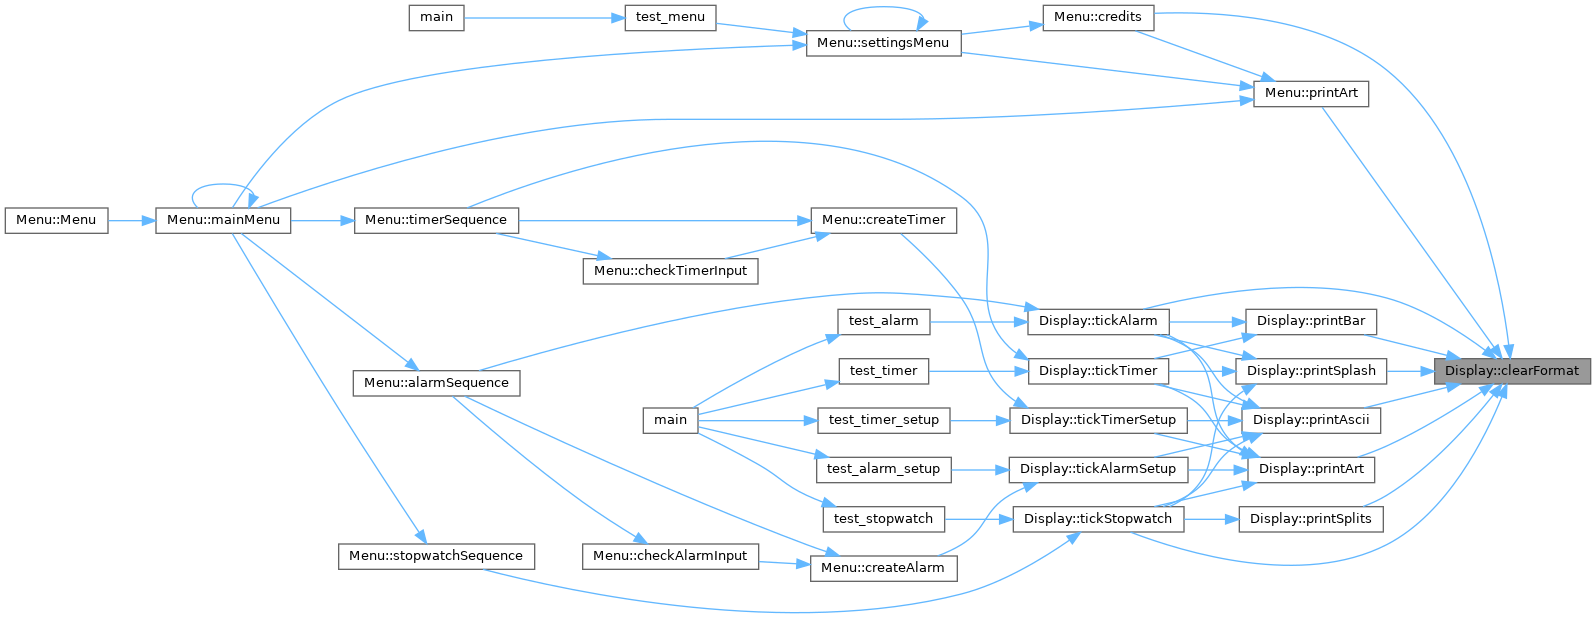 main
test_menu
Menu::credits
Menu::settingsMenu
Menu::printArt
Menu::Menu
Menu::mainMenu
Menu::timerSequence
Menu::createTimer
Menu::checkTimerInput
test_alarm
Display::tickAlarm
Display::printBar
test_timer
Display::tickTimer
Display::printSplash
Display::clearFormat
Menu::alarmSequence
main
test_timer_setup
Display::tickTimerSetup
Display::printAscii
test_alarm_setup
Display::tickAlarmSetup
Display::printArt
test_stopwatch
Display::tickStopwatch
Display::printSplits
Menu::stopwatchSequence
Menu::checkAlarmInput
Menu::createAlarm